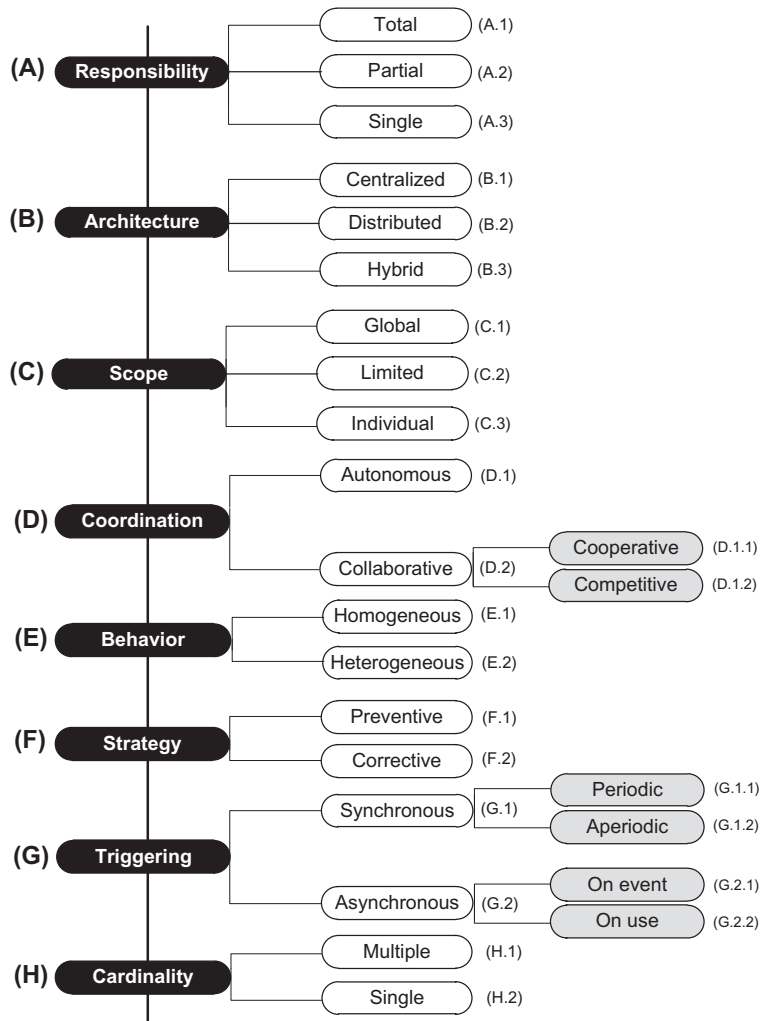 Total (A.1)
(A) Responsibility Partial (A.2)
Single (A.3)
Centralized (B.1)
(B) Architecture Distributed (B.2)
Hybrid (B.3)
Global (C.1)
(C) Scope Limited (C.2)
Individual (C.3)
Autonomous (D.1)
(D) Coordination
Cooperative (D.1.1)
Collaborative (D.2)
Competitive (D.1.2)
Homogeneous (E.1)
(E) Behavior
Heterogeneous (E.2)
Preventive (F.1)
(F) Strategy
Corrective (F.2)
Periodic (G.1.1)
Synchronous (G.1)
Aperiodic (G.1.2)
(G) Triggering
On event (G.2.1)
Asynchronous (G.2)
On use (G.2.2)
Multiple (H.1)
(H) Cardinality
Single (H.2)